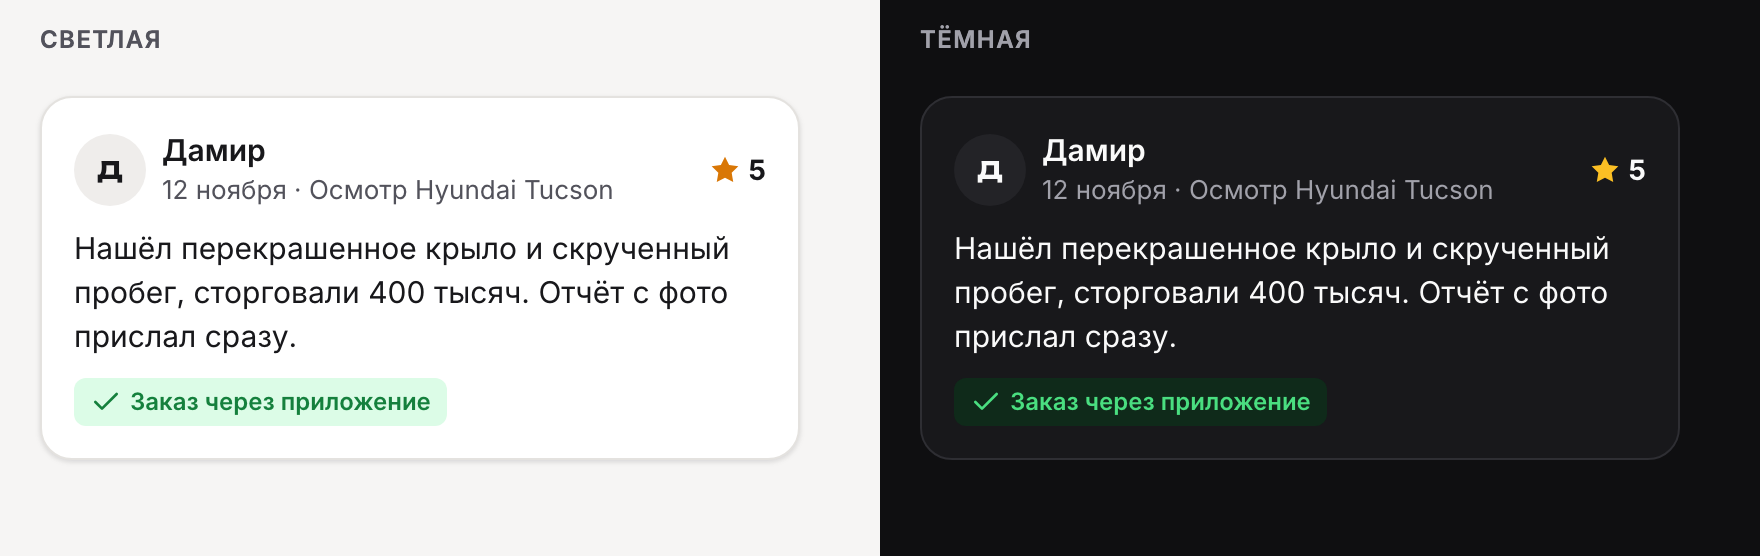 СВЕТЛАЯ
Д
Дамир
12 ноября · Осмотр Hyundai Tucson
5
Нашёл перекрашенное крыло и скрученный
пробег, сторговали 400 тысяч. Отчёт с фото
прислал сразу.
Заказ через приложение
ТЁМНАЯ
Д
Дамир
12 ноября · Осмотр Hyundai Tucson
5
Нашёл перекрашенное крыло и скрученный
пробег, сторговали 400 тысяч. Отчёт с фото
прислал сразу.
Заказ через приложение